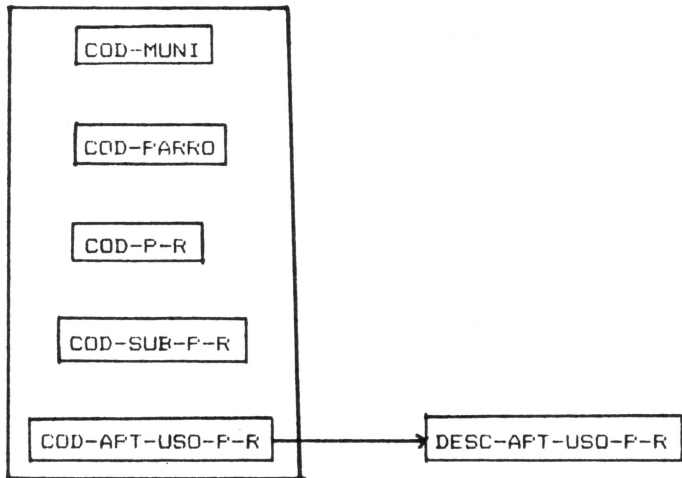 COD-MUNI
COD-PARRO
COD-P-R
COD-SUB-P-R
COD-APT-USO-P-R
DESC-APT-USO-P-R